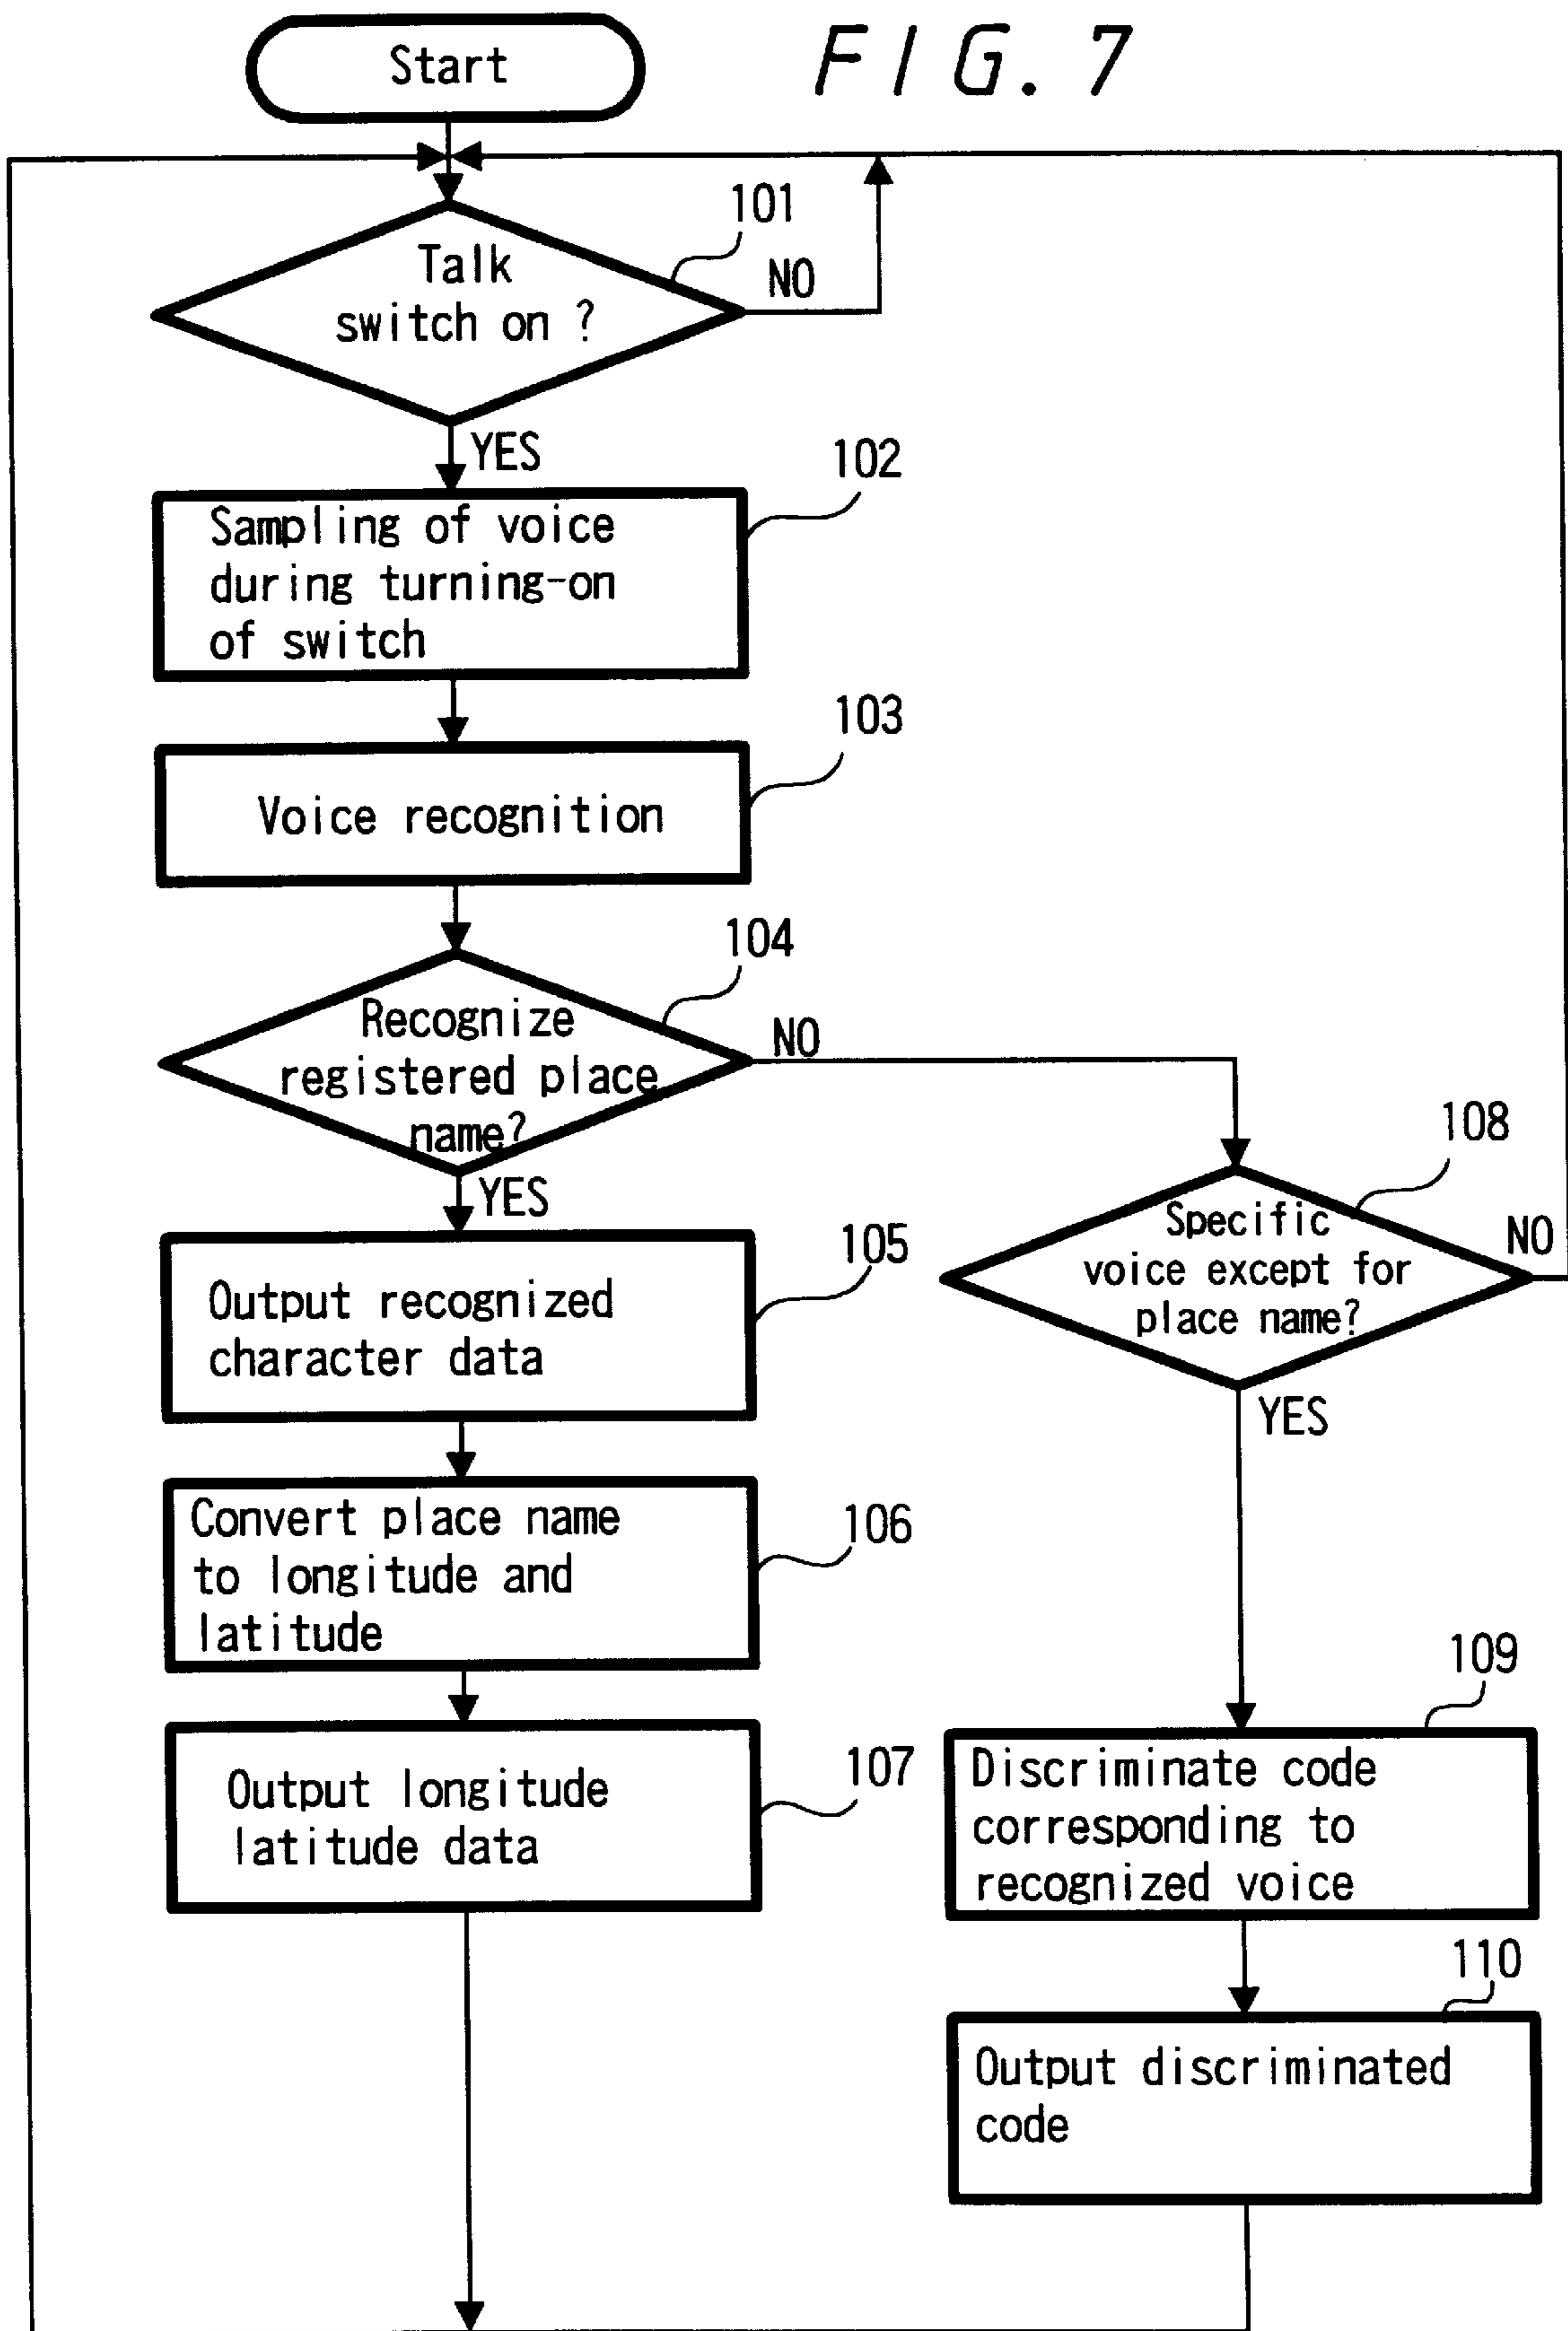 Start
FIG. 7
101
Talk
switch on ?
NO
YES
102
Sampling of voice
during turning-on
of switch
103
Voice recognition
104
Recognize
registered place
name?
NO
YES
108
Specific
voice except for
place name?
NO
YES
105
Output recognized
character data
106
Convert place name
to longitude and
latitude
107
Output longitude
latitude data
109
Discriminate code
corresponding to
recognized voice
110
Output discriminated
code